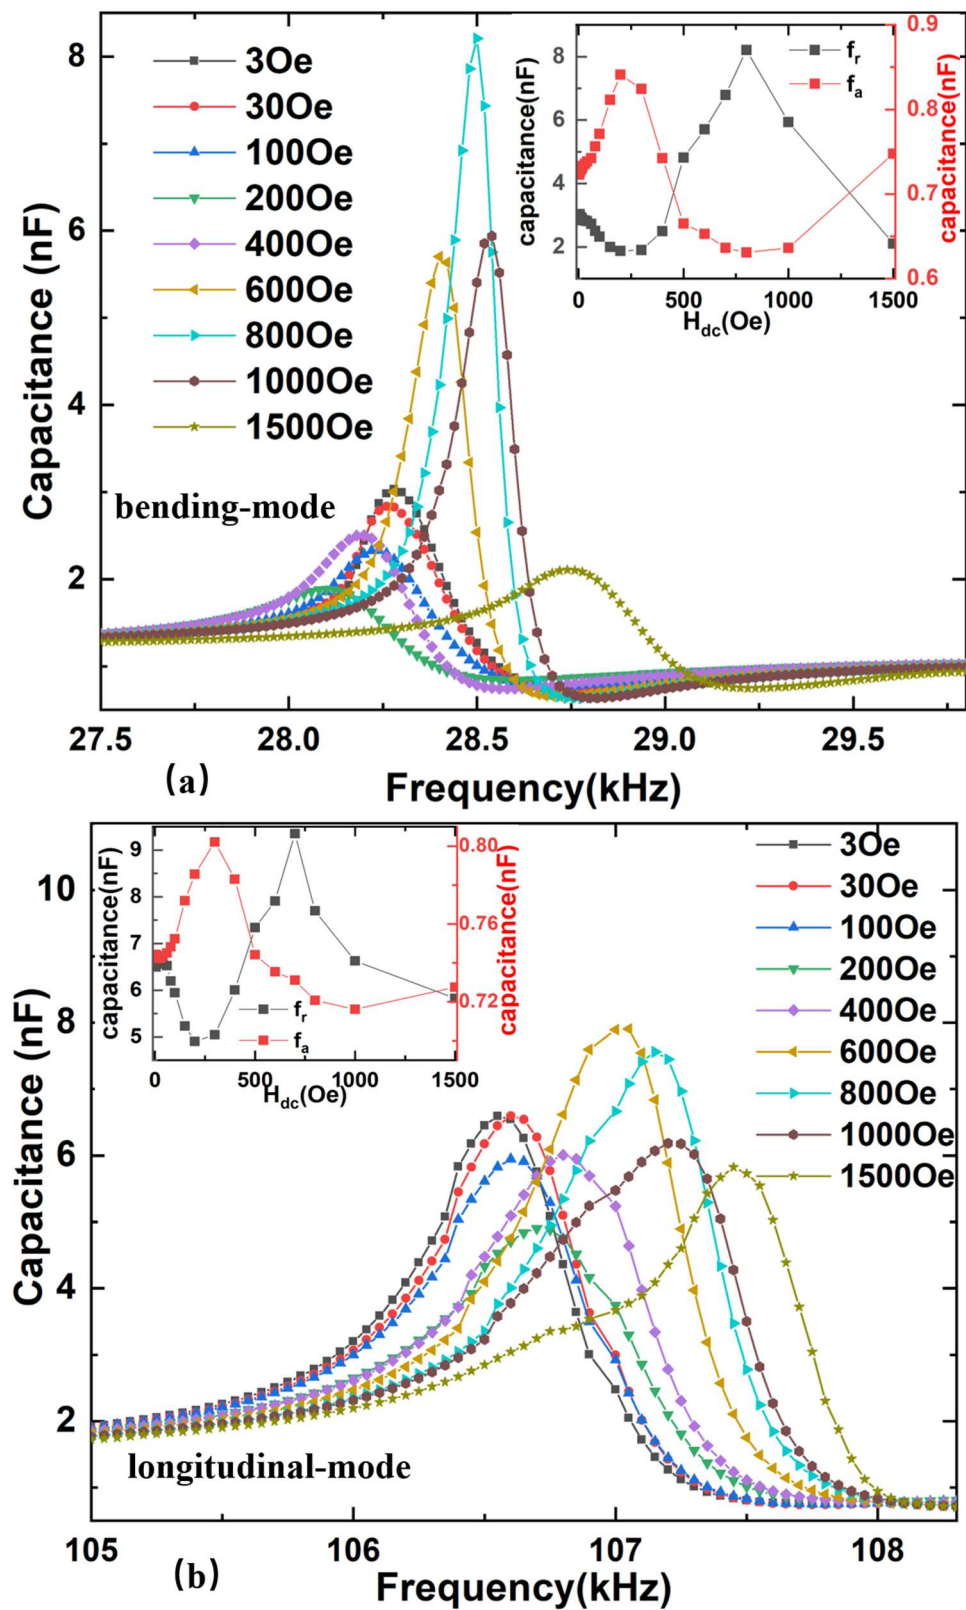 3Oe
30Oe
100Oe
200Oe
400Oe
600Oe
800Oe
1000Oe
1500Oe
bending-mode
Capacitance (nF)
8
6
4
2
27.5 28.0 28.5 29.0 29.5
(a)
Frequency(kHz)
capacitance(nF)
8
6
4
2
fr
fa
0.9
0.8
0.7
0.6
capacitance(nF)
0 500 1000 1500
Hdc(Oe)
capacitance(nF)
9
8
7
6
5
fr
fa
0.80
0.76
0.72
capacitance(nF)
0 500 1000 1500
Hdc(Oe)
3Oe
30Oe
100Oe
200Oe
400Oe
600Oe
800Oe
1000Oe
1500Oe
Capacitance (nF)
10
8
6
4
2
longitudinal-mode
105 106 107 108
(b)
Frequency(kHz)